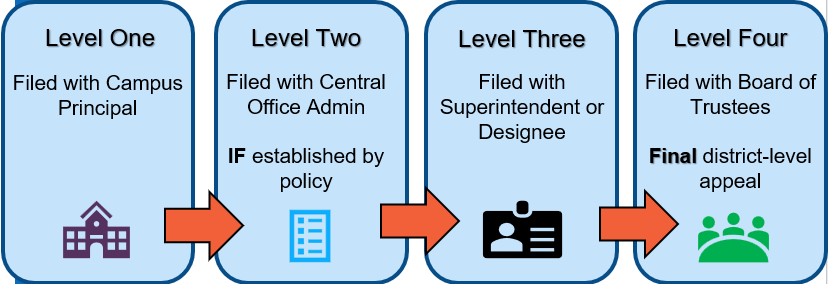 Level One
Filed with Campus
Principal
Level Two
Filed with Central
Office Admin
IF established by
policy
Level Three
Filed with
Superintendent or
Designee
Level Four
Filed with Board of
Trustees
Final district-level
appeal